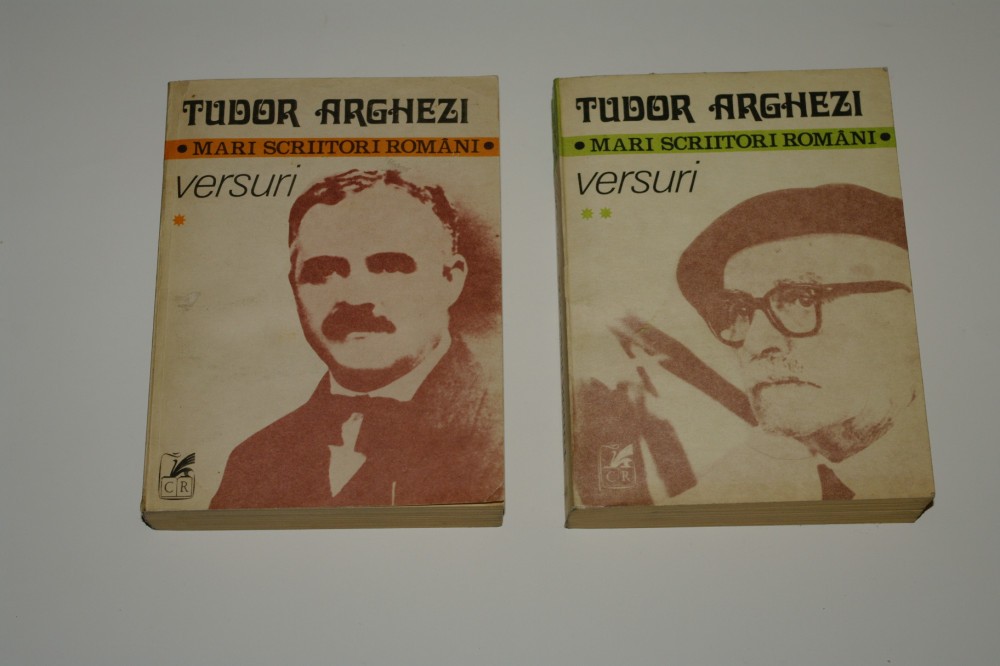 TUDOR ARGHEZI
• MARI SCRIITORI ROMÂNI •
versuri
*
CR
TUDOR ARGHEZI
• MARI SCRIITORI ROMÂNI •
versuri
**
CR